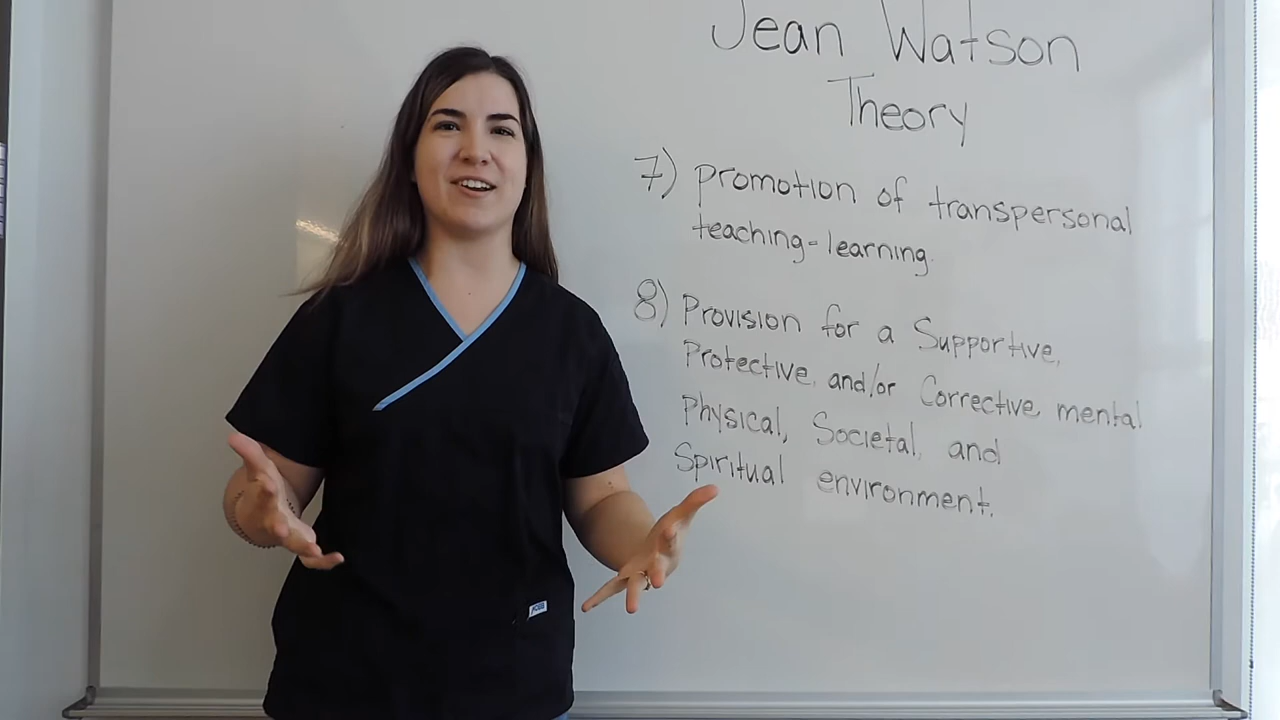 Jean Watson
Theory
7) promotion of transpersonal
teaching-learning.
8) Provision for a Supportive,
Protective, and/or Corrective mental
Physical, Societal, and
Spiritual environment.